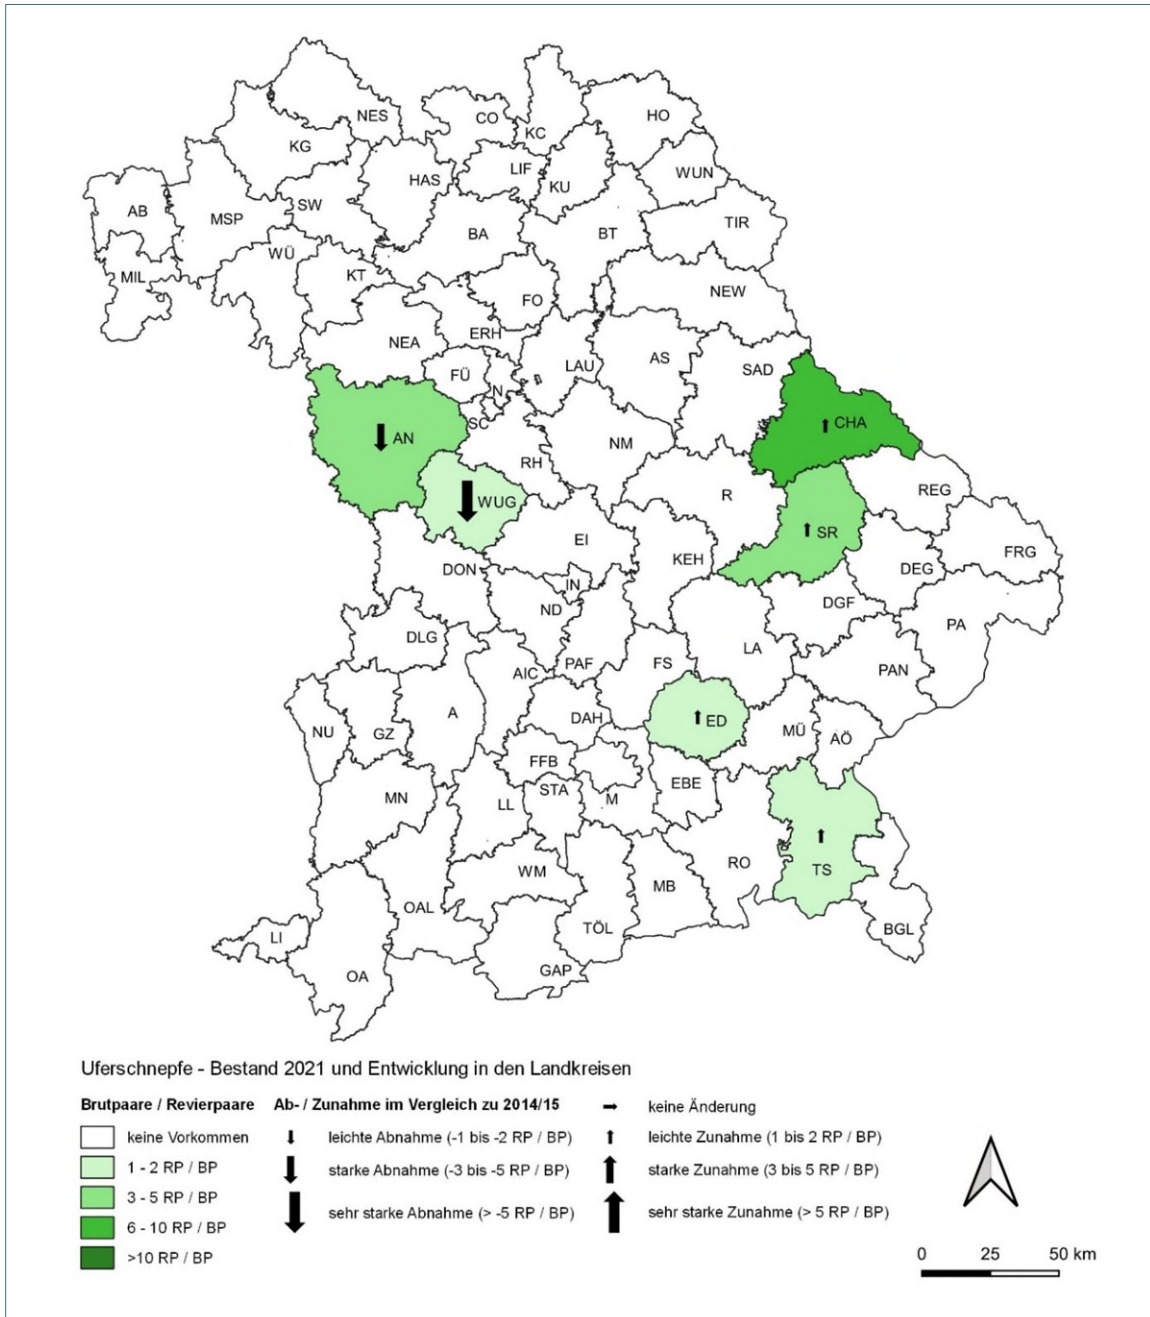 NES
CO
KC
HO
KG
HAS
LIF
KU
WUN
AB
MSP
SW
BA
BT
TIR
WÜ
MIL
KT
FO
NEW
NEA
ERH
LAU
AS
SAD
FÜ
N
SC
AN
RH
NM
CHA
WUG
R
REG
SR
EI
KEH
FRG
DON
IN
DEG
ND
DGF
PA
DLG
LA
AIC
PAF
FS
PAN
NU
GZ
A
DAH
ED
MÜ
AÖ
FFB
EBE
MN
LL
STA
M
WM
MB
RO
TS
OAL
TÖL
BGL
LI
OA
GAP
Uferschnepfe - Bestand 2021 und Entwicklung in den Landkreisen
Brutpaare / Revierpaare
keine Vorkommen
1 - 2 RP / BP
3 - 5 RP / BP
6 - 10 RP / BP
>10 RP / BP
Ab- / Zunahme im Vergleich zu 2014/15
leichte Abnahme (-1 bis -2 RP / BP)
starke Abnahme (-3 bis -5 RP / BP)
sehr starke Abnahme (> -5 RP / BP)
keine Änderung
leichte Zunahme (1 bis 2 RP / BP)
starke Zunahme (3 bis 5 RP / BP)
sehr starke Zunahme (> 5 RP / BP)
0 25 50 km